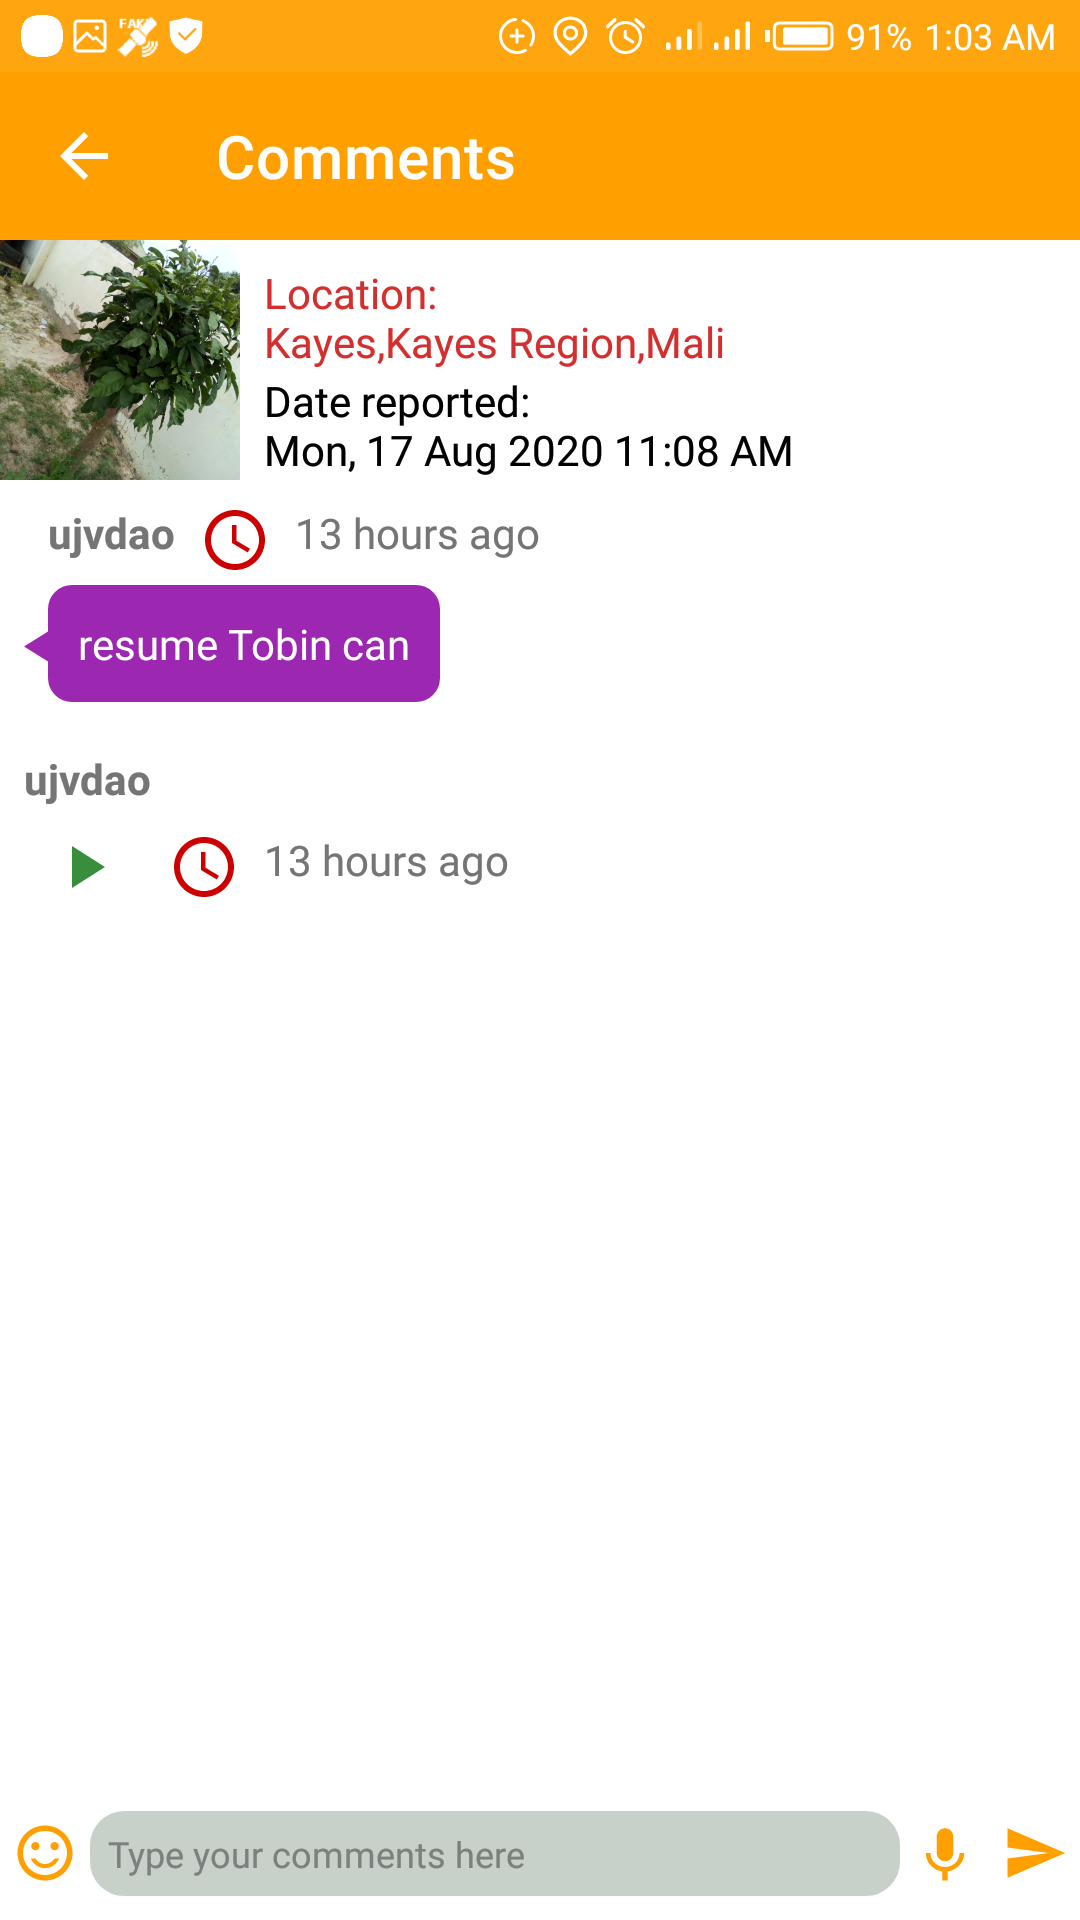 FAKE
91% 1:03 AM
Comments
Location:
Kayes,Kayes Region,Mali
Date reported:
Mon, 17 Aug 2020 11:08 AM
ujvdao 13 hours ago
resume Tobin can
ujvdao
13 hours ago
Type your comments here